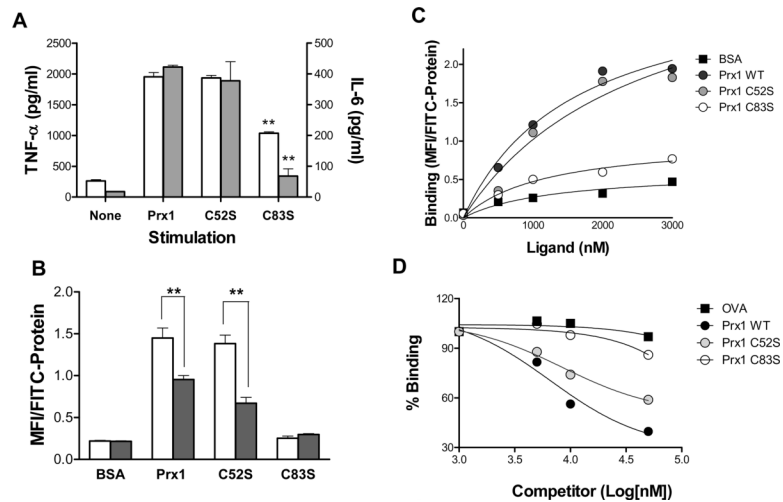 A
TNF-α (pg/ml)
2500
2000
1500
1000
500
0
500
400
300
200
100
0
IL-6 (pg/ml)
**
**
None Prx1 C52S C83S
Stimulation
B
MFI/FITC-Protein
2.0
1.5
1.0
0.5
0.0
**
**
BSA Prx1 C52S C83S
C
Binding (MFI/FITC-Protein)
2.0
1.5
1.0
0.5
0.0
0 1000 2000 3000
Ligand (nM)
BSA
Prx1 WT
Prx1 C52S
Prx1 C83S
D
% Binding
120
90
60
30
3.0 3.5 4.0 4.5 5.0
Competitor (Log[nM])
OVA
Prx1 WT
Prx1 C52S
Prx1 C83S